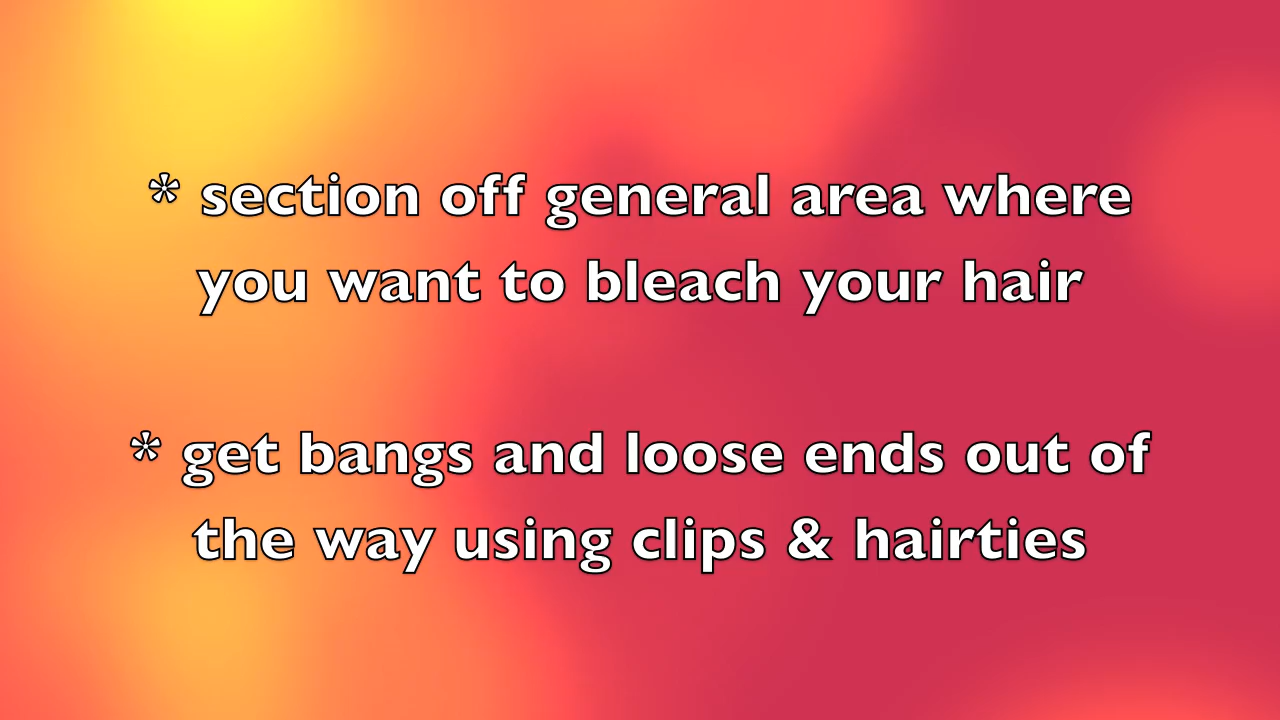 * section off general area where
you want to bleach your hair
* get bangs and loose ends out of
the way using clips & hairties